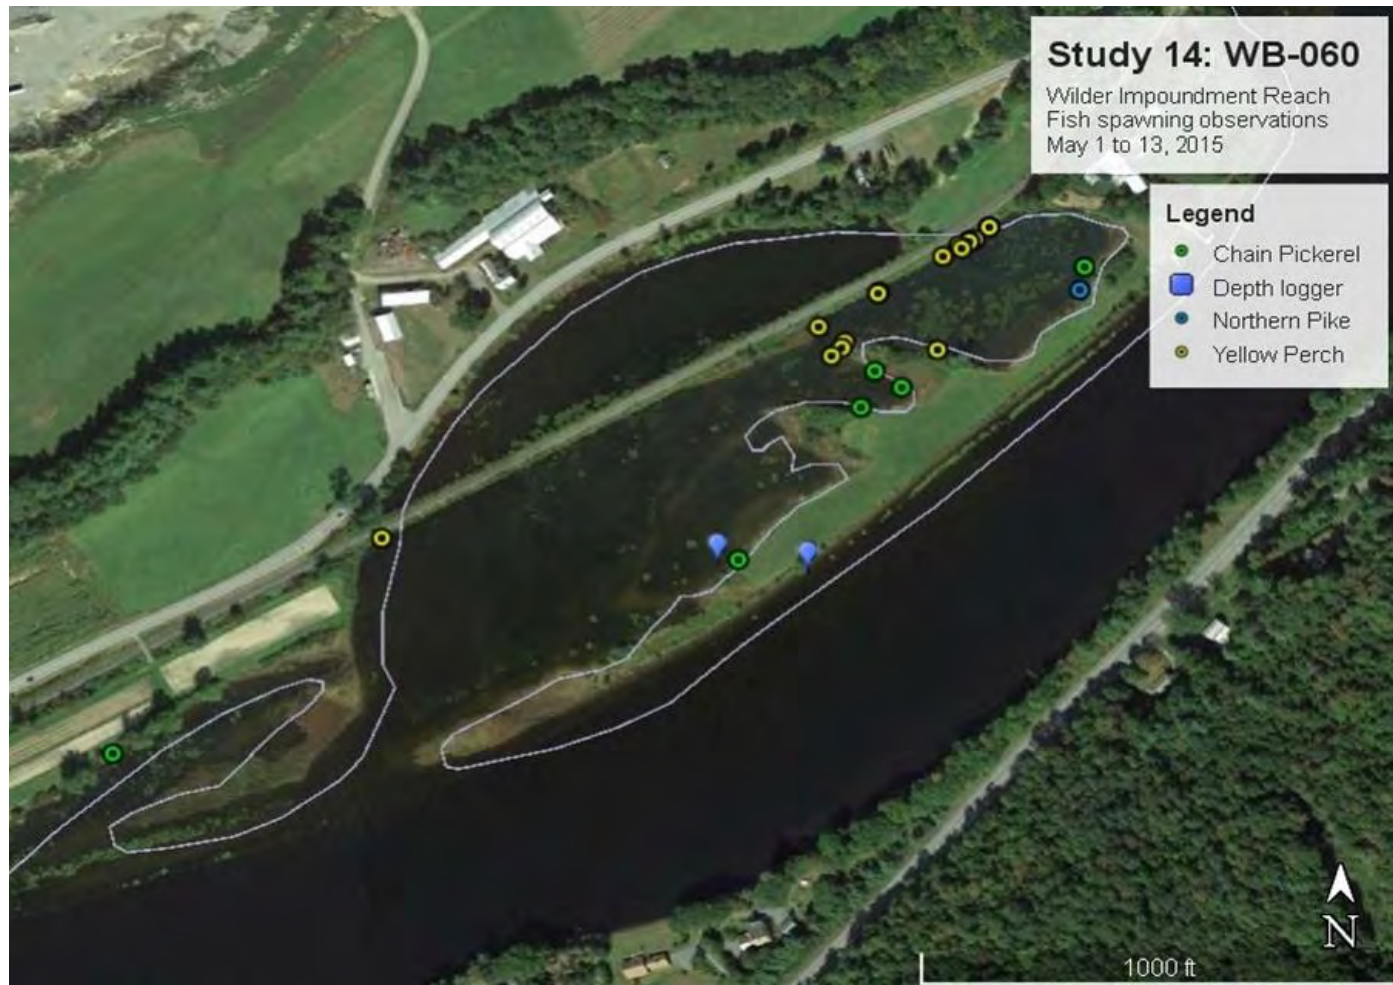 Study 14: WB-060
Wilder Impoundment Reach
Fish spawning observations
May 1 to 13, 2015
Legend
Chain Pickerel
Depth logger
Northern Pike
Yellow Perch
N
1000 ft